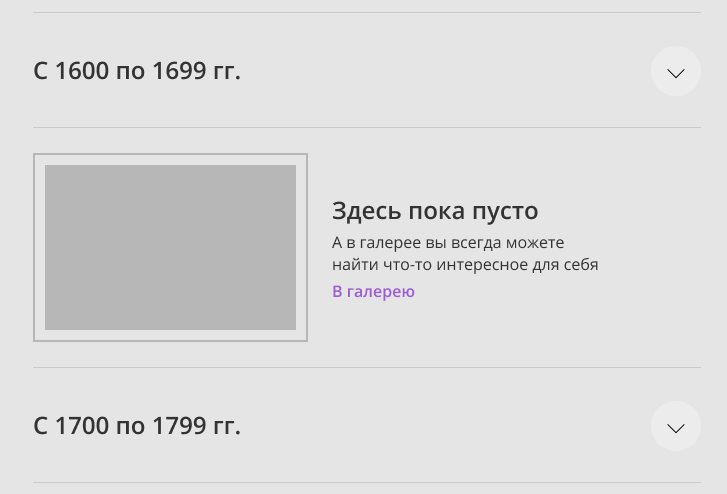 С 1600 по 1699 гг.
Здесь пока пусто
А в галерее вы всегда можете
найти что-то интересное для себя
В галерею
С 1700 по 1799 гг.